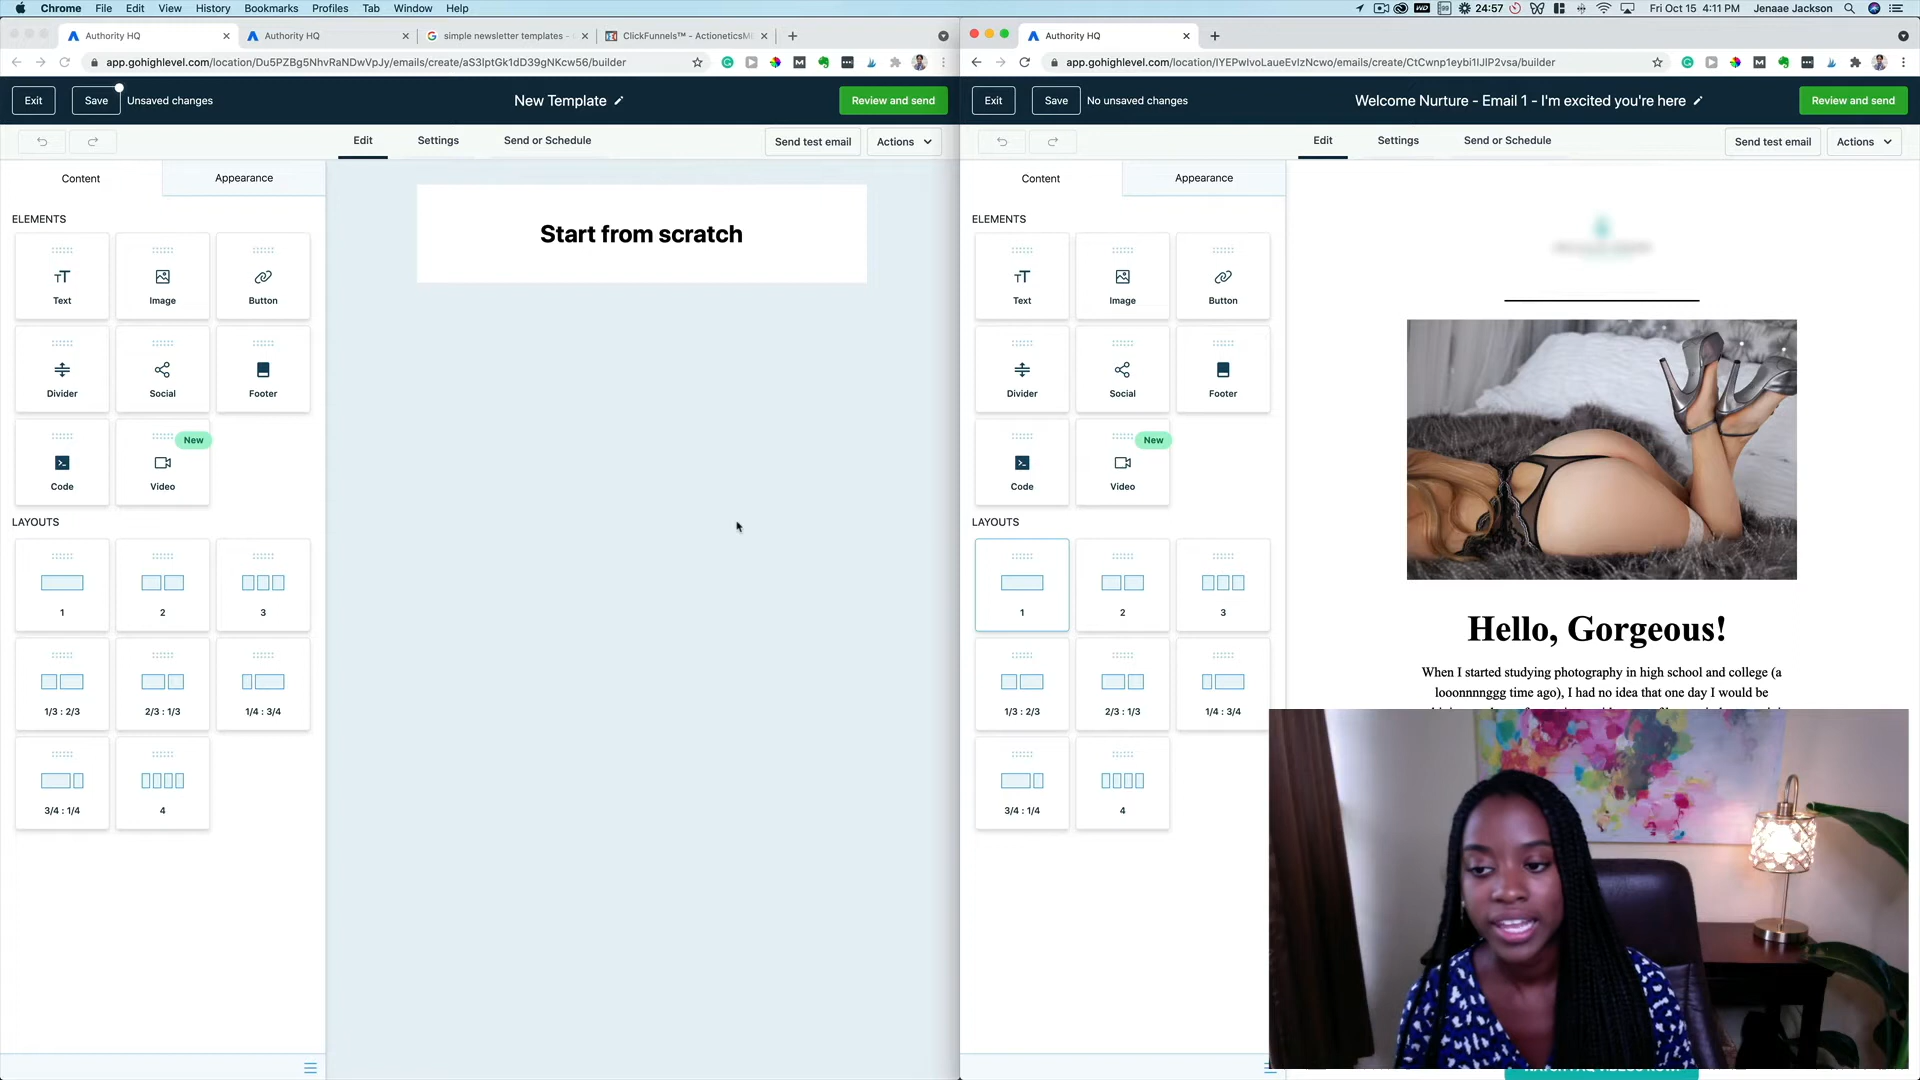 Chrome File Edit View History Bookmarks Profiles Tab Window Help
24:57 Fri Oct 15 4:11 PM Jenaae Jackson
Authority HQ
Authority HQ
simple newsletter templates -
ClickFunnels™ - ActioneticsM
app.gohighlevel.com/location/Du5PZBg5NhvRaNDwVpJy/emails/create/aS3lptGk1dD39gNKcw56/builder
Exit
Save
Unsaved changes
New Template
Review and send
Edit
Settings
Send or Schedule
Send test email
Actions
Content
Appearance
ELEMENTS
Text
Image
Button
Divider
Social
Footer
New
Code
Video
LAYOUTS
1
2
3
1/3 : 2/3
2/3 : 1/3
1/4 : 3/4
3/4 : 1/4
4
Start from scratch
Authority HQ
app.gohighlevel.com/location/IYEPwIvoLaueEvIzNcwo/emails/create/CtCwnp1eybi1IJIP2vsa/builder
Exit
Save
No unsaved changes
Welcome Nurture - Email 1 - I'm excited you're here
Review and send
Edit
Settings
Send or Schedule
Send test email
Actions
Content
Appearance
ELEMENTS
Text
Image
Button
Divider
Social
Footer
New
Code
Video
LAYOUTS
1
2
3
1/3 : 2/3
2/3 : 1/3
1/4 : 3/4
3/4 : 1/4
4
Hello, Gorgeous!
When I started studying photography in high school and college (a
looonnnnggg time ago), I had no idea that one day I would be